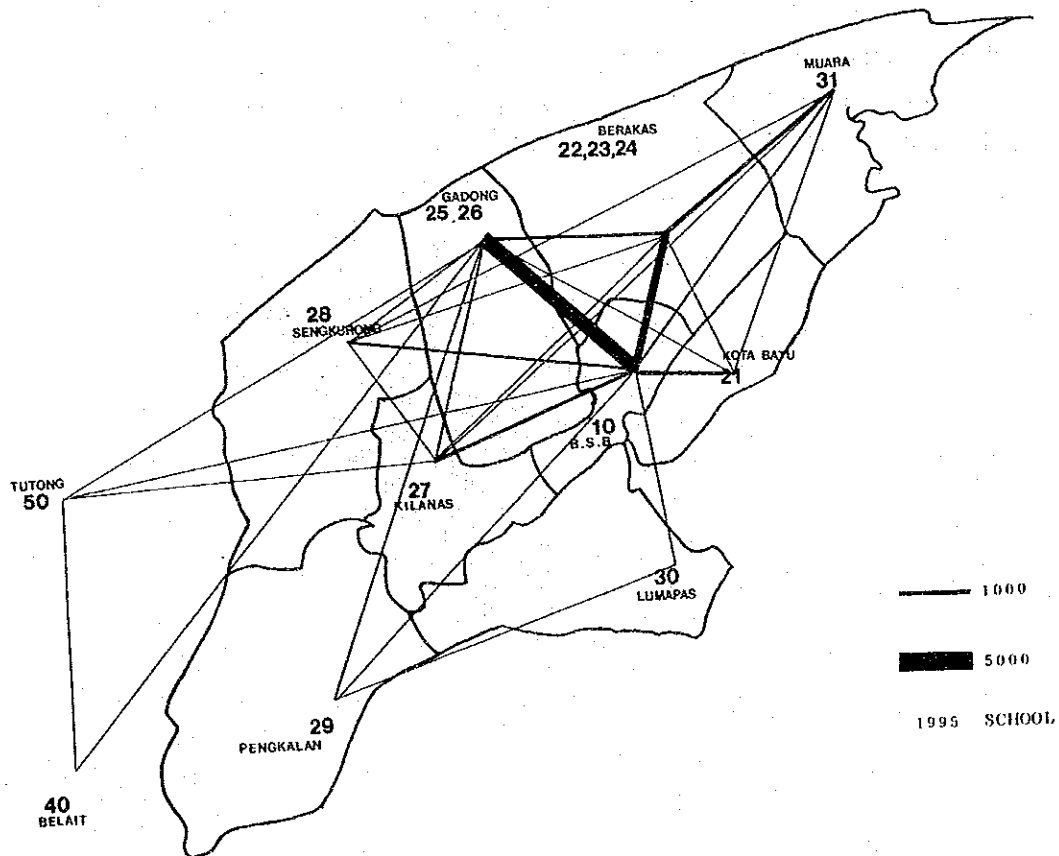 MUARA
31
BERAKAS
22,23,24
GADONG
25,26
28
SENGKURONG
KOTA BATU
21
10
B.S.B
TUTONG
50
27
KILANAS
30
LUMAPAS
1000
5000
1995 SCHOOL
29
PENGKALAN
40
BELAIT